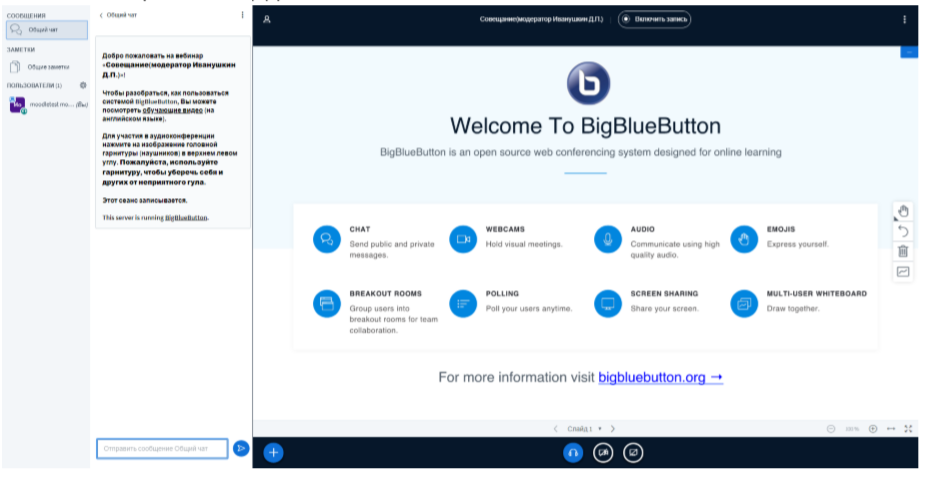 СООБЩЕНИЯ
Общий чат
ЗАМЕТКИ
Общие заметки
ПОЛЬЗОВАТЕЛИ (1)
Mo
moodletest mo... (Вы)
Общий чат
Добро пожаловать на вебинар
«Совещание(модератор Иванушкин
Д.П.)»!
Чтобы разобраться, как пользоваться
системой BigBlueButton, Вы можете
посмотреть обучающие видео (на
английском языке).
Для участия в аудиоконференции
нажмите на изображение головной
гарнитуры (наушников) в верхнем левом
углу. Пожалуйста, используйте
гарнитуру, чтобы уберечь себя и
других от неприятного гула.
Этот сеанс записывается.
This server is running BigBlueButton.
Отправить сообщение Общий чат
Совещание(модератор Иванушкин Д.П.)
Включить запись
Welcome To BigBlueButton
BigBlueButton is an open source web conferencing system designed for online learning
CHAT
Send public and private
messages.
WEBCAMS
Hold visual meetings.
AUDIO
Communicate using high
quality audio.
EMOJIS
Express yourself.
BREAKOUT ROOMS
Group users into
breakout rooms for team
collaboration.
POLLING
Poll your users anytime.
SCREEN SHARING
Share your screen.
MULTI-USER WHITEBOARD
Draw together.
For more information visit bigbluebutton.org →
Слайд 1
100%